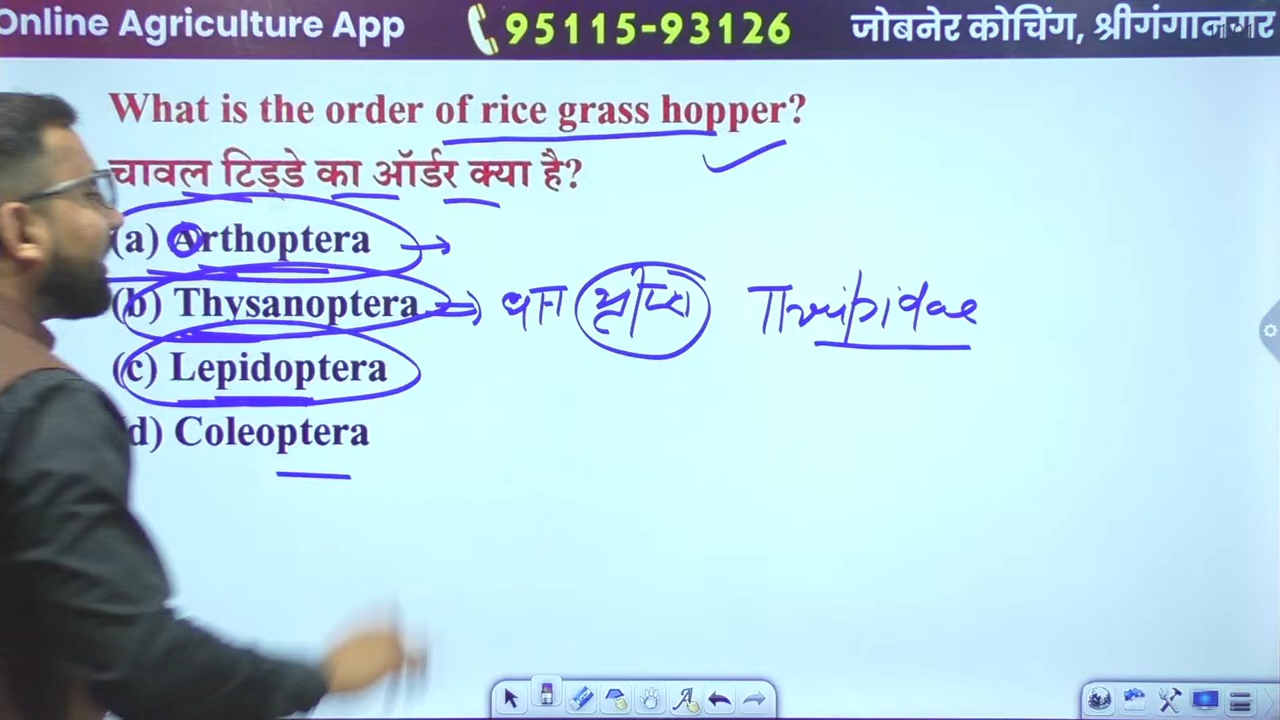 Online Agriculture App 95115-93126 जोबनेर कोचिंग, श्रीगंगानगर
What is the order of rice grass hopper?
चावल टिड्डे का ऑर्डर क्या है?
(a) Orthoptera
(b) Thysanoptera
(c) Lepidoptera
d) Coleoptera
Thripidae